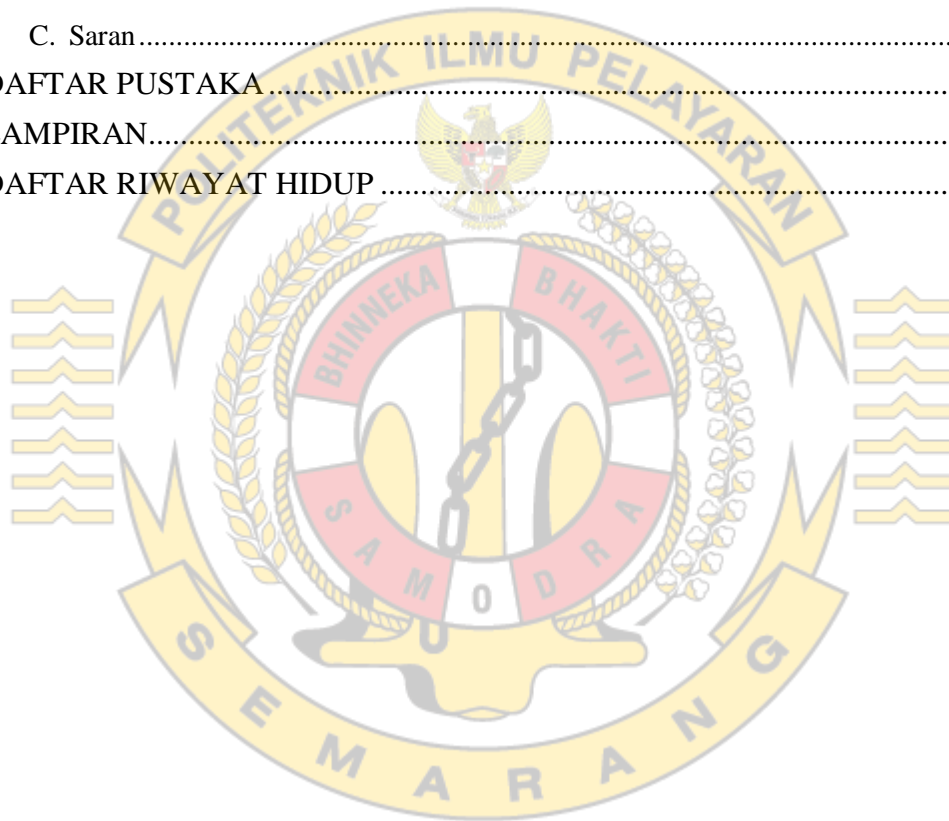 C. Saran
DAFTAR PUSTAKA
LAMPIRAN
DAFTAR RIWAYAT HIDUP
POLITEKNIK ILMU PELAYARAN
BHINNEKA BHAKTI
SAMODRA
SEMARANG